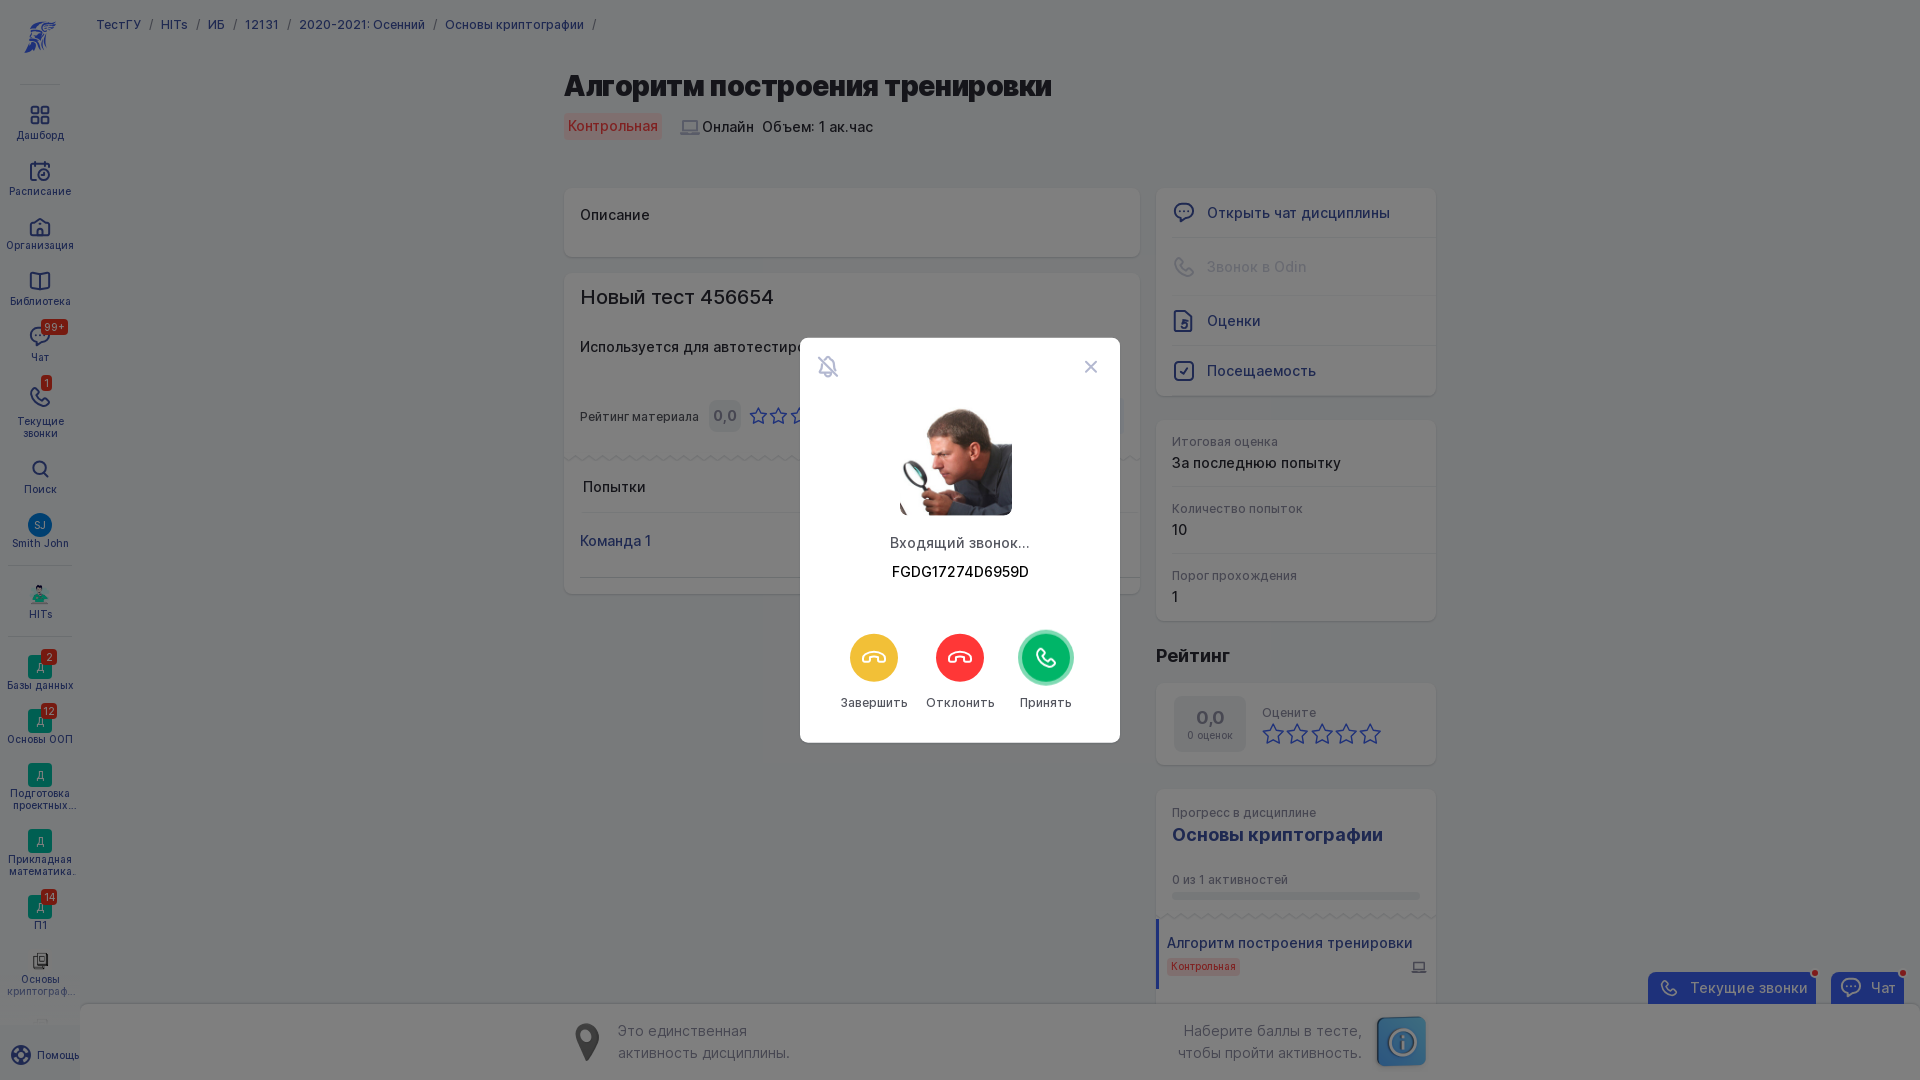 ТестГУ / HITs / ИБ / 12131 / 2020-2021: Осенний / Основы криптографии /
Дашборд
Расписание
Организация
Библиотека
99+
Чат
1
Текущие
звонки
Поиск
SJ
Smith John
HITs
2
Д
Базы данных
12
Д
Основы ООП
Д
Подготовка
проектных...
Д
Прикладная
математика.
14
Д
П1
Основы
криптограф...
Помощь
Алгоритм построения тренировки
Контрольная
Онлайн Объем: 1 ак.час
Описание
Новый тест 456654
Используется для автотестиро
Рейтинг материала 0,0
Попытки
Команда 1
Входящий звонок...
FGDG17274D6959D
Завершить
Отклонить
Принять
Открыть чат дисциплины
Звонок в Odin
5
Оценки
Посещаемость
Итоговая оценка
За последнюю попытку
Количество попыток
10
Порог прохождения
1
Рейтинг
0,0
0 оценок
Оцените
Прогресс в дисциплине
Основы криптографии
0 из 1 активностей
Алгоритм построения тренировки
Контрольная
Текущие звонки
Чат
Это единственная
активность дисциплины.
Наберите баллы в тесте,
чтобы пройти активность.